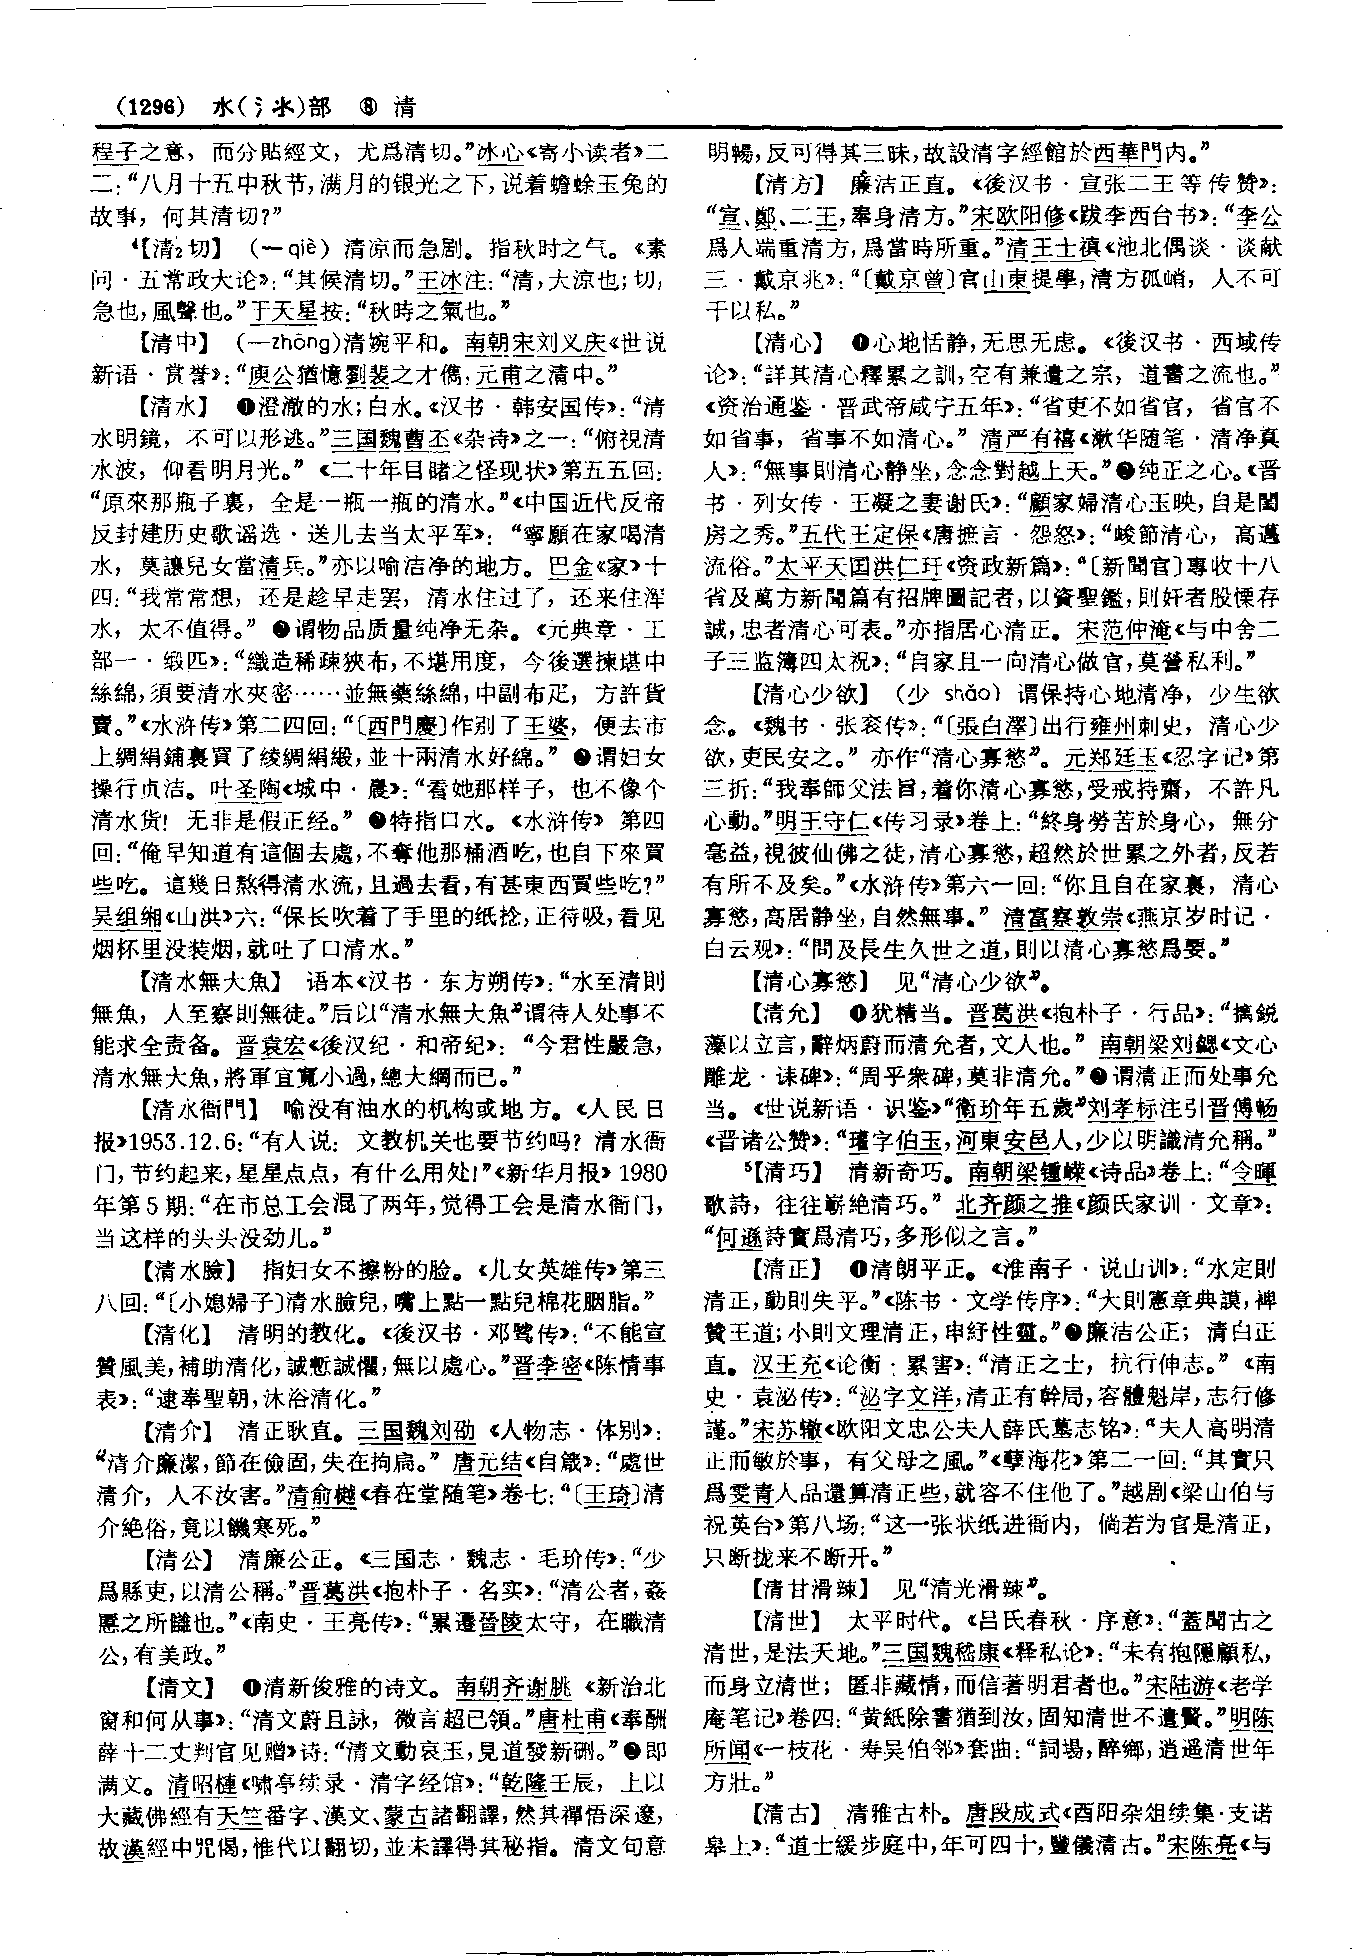 (1296) 水(氵氺)部 ⑧ 清
程子之意，而分貼經文，尤爲清切。”冰心《寄小读者》二
二：“八月十五中秋节，满月的银光之下，说着蟾蜍玉兔的
故事，何其清切？”
⁴【清₂切】 （—qiè）清凉而急剧。指秋时之气。《素
问·五常政大论》：“其候清切。”王冰注：“清，大涼也；切，
急也，風聲也。”于天星按：“秋時之氣也。”
【清中】 （—zhōng）清婉平和。南朝宋刘义庆《世说
新语·赏誉》：“庾公猶憶劉裴之才儁，元甫之清中。”
【清水】 ❶澄澈的水；白水。《汉书·韩安国传》：“清
水明鏡，不可以形逃。”三国魏曹丕《杂诗》之一：“俯視清
水波，仰看明月光。”《二十年目睹之怪现状》第五五回：
“原來那瓶子裏，全是一瓶一瓶的清水。”《中国近代反帝
反封建历史歌谣选·送儿去当太平军》：“寧願在家喝清
水，莫讓兒女當清兵。”亦以喻洁净的地方。巴金《家》十
四：“我常常想，还是趁早走罢，清水住过了，还来住浑
水，太不值得。”❷谓物品质量纯净无杂。《元典章·工
部一·缎匹》：“織造稀疎狹布，不堪用度，今後選揀堪中
絲綿，須要清水夾密……並無藥絲綿，中副布疋，方許貨
賣。”《水浒传》第二四回：“〔西門慶〕作别了王婆，便去市
上綢絹鋪裏買了綾綢絹緞，並十兩清水好綿。”❸谓妇女
操行贞洁。叶圣陶《城中·晨》：“看她那样子，也不像个
清水货！无非是假正经。”❹特指口水。《水浒传》第四
回：“俺早知道有這個去處，不奪他那桶酒吃，也自下來買
些吃。這幾日熬得清水流，且過去看，有甚東西買些吃？”
吴组缃《山洪》六：“保长吹着了手里的纸捻，正待吸，看见
烟杯里没装烟，就吐了口清水。”
【清水無大魚】 语本《汉书·东方朔传》：“水至清則
無魚，人至察則無徒。”后以“清水無大魚”谓待人处事不
能求全责备。晋袁宏《後汉纪·和帝纪》：“今君性嚴急，
清水無大魚，將軍宜寬小過，總大綱而已。”
【清水衙門】 喻没有油水的机构或地方。《人民日
报》1953.12.6：“有人说：文教机关也要节约吗？清水衙
门，节约起来，星星点点，有什么用处！”《新华月报》1980
年第5期：“在市总工会混了两年，觉得工会是清水衙门，
当这样的头头没劲儿。”
【清水臉】 指妇女不擦粉的脸。《儿女英雄传》第三
八回：“〔小媳婦子〕清水臉兒，嘴上點一點兒棉花胭脂。”
【清化】 清明的教化。《後汉书·邓骘传》：“不能宣
贊風美，補助清化，誠慙誠懼，無以處心。”晋李密《陈情事
表》：“逮奉聖朝，沐浴清化。”
【清介】 清正耿直。三国魏刘劭《人物志·体别》：
“清介廉潔，節在儉固，失在拘扃。”唐元结《自箴》：“處世
清介，人不汝害。”清俞樾《春在堂随笔》卷七：“〔王琦〕清
介絶俗，竟以饑寒死。”
【清公】 清廉公正。《三国志·魏志·毛玠传》：“少
爲縣吏，以清公稱。”晋葛洪《抱朴子·名实》：“清公者，姦
慝之所讎也。”《南史·王亮传》：“累遷晉陵太守，在職清
公，有美政。”
【清文】 ❶清新俊雅的诗文。南朝齐谢朓《新治北
窗和何从事》：“清文蔚且詠，微言超已領。”唐杜甫《奉酬
薛十二丈判官见赠》诗：“清文動哀玉，見道發新硎。”❷即
满文。清昭槤《啸亭续录·清字经馆》：“乾隆壬辰，上以
大藏佛經有天竺番字、漢文、蒙古諸翻譯，然其禪悟深邃，
故漢經中咒偈，惟代以翻切，並未譯得其秘指。清文句意
明暢，反可得其三昧，故設清字經館於西華門内。”
【清方】 廉洁正直。《後汉书·宣张二王等传赞》：
“宣、鄭、二王，奉身清方。”宋欧阳修《跋李西台书》：“李公
爲人端重清方，爲當時所重。”清王士禛《池北偶谈·谈献
三·戴京兆》：“〔戴京曾〕官山東提學，清方孤峭，人不可
干以私。”
【清心】 ❶心地恬静，无思无虑。《後汉书·西域传
论》：“詳其清心釋累之訓，空有兼遣之宗，道書之流也。”
《资治通鉴·晋武帝咸宁五年》：“省吏不如省官，省官不
如省事，省事不如清心。”清严有禧《漱华随笔·清净真
人》：“無事則清心静坐，念念對越上天。”❷纯正之心。《晋
书·列女传·王凝之妻谢氏》：“顧家婦清心玉映，自是閨
房之秀。”五代王定保《唐摭言·怨怒》：“峻節清心，高邁
流俗。”太平天囯洪仁玕《资政新篇》：“〔新聞官〕專收十八
省及萬方新聞篇有招牌圖記者，以資聖鑑，則奸者股慄存
誠，忠者清心可表。”亦指居心清正。宋范仲淹《与中舍二
子三监簿四太祝》：“自家且一向清心做官，莫營私利。”
【清心少欲】 （少 shǎo）谓保持心地清净，少生欲
念。《魏书·张衮传》：“〔張白澤〕出行雍州刺史，清心少
欲，吏民安之。”亦作“清心寡慾”。元郑廷玉《忍字记》第
三折：“我奉師父法旨，着你清心寡慾，受戒持齋，不許凡
心動。”明王守仁《传习录》卷上：“終身勞苦於身心，無分
毫益，視彼仙佛之徒，清心寡慾，超然於世累之外者，反若
有所不及矣。”《水浒传》第六一回：“你且自在家裏，清心
寡慾，高居静坐，自然無事。”清富察敦崇《燕京岁时记·
白云观》：“問及長生久世之道，則以清心寡慾爲要。”
【清心寡慾】 见“清心少欲”。
【清允】 ❶犹精当。晋葛洪《抱朴子·行品》：“摛鋭
藻以立言，辭炳蔚而清允者，文人也。”南朝梁刘勰《文心
雕龙·诔碑》：“周乎衆碑，莫非清允。”❷谓清正而处事允
当。《世说新语·识鉴》“衛玠年五歲”刘孝标注引晋傅畅
《晋诸公赞》：“瓘字伯玉，河東安邑人，少以明識清允稱。”
⁵【清巧】 清新奇巧。南朝梁锺嵘《诗品》卷上：“令暉
歌詩，往往嶄絶清巧。”北齐颜之推《颜氏家训·文章》：
“何遜詩實爲清巧，多形似之言。”
【清正】 ❶清朗平正。《淮南子·说山训》：“水定則
清正，動則失平。”《陈书·文学传序》：“大則憲章典謨，裨
贊王道；小則文理清正，申紓性靈。”❷廉洁公正；清白正
直。汉王充《论衡·累害》：“清正之士，抗行伸志。”《南
史·袁泌传》：“泌字文洋，清正有幹局，容體魁岸，志行修
謹。”宋苏辙《欧阳文忠公夫人薛氏墓志铭》：“夫人高明清
正而敏於事，有父母之風。”《孽海花》第二一回：“其實只
爲雯青人品還算清正些，就容不住他了。”越剧《梁山伯与
祝英台》第八场：“这一张状纸进衙内，倘若为官是清正，
只断拢来不断开。”
【清甘滑辣】 见“清光滑辣”。
【清世】 太平时代。《吕氏春秋·序意》：“蓋聞古之
清世，是法天地。”三国魏嵇康《释私论》：“未有抱隱顧私，
而身立清世；匿非藏情，而信著明君者也。”宋陆游《老学
庵笔记》卷四：“黄紙除書猶到汝，固知清世不遺賢。”明陈
所闻《一枝花·寿吴伯邻》套曲：“詞場，醉鄉，逍遥清世年
方壯。”
【清古】 清雅古朴。唐段成式《酉阳杂俎续集·支诺
皋上》：“道士緩步庭中，年可四十，豐儀清古。”宋陈亮《与